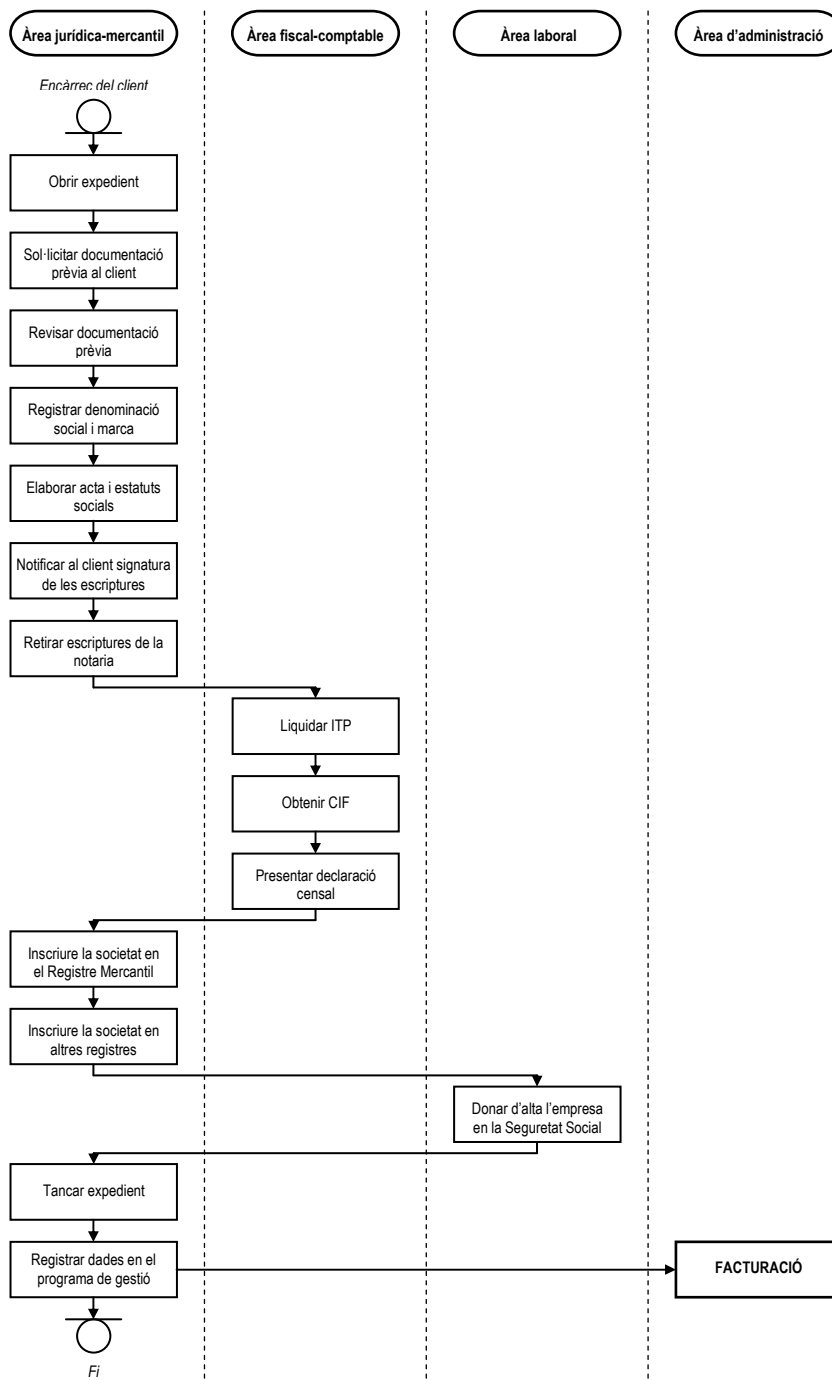 Àrea jurídica-mercantil
Àrea fiscal-comptable
Àrea laboral
Àrea d'administració
Encàrrec del client
Obrir expedient
Sol·licitar documentació
prèvia al client
Revisar documentació
prèvia
Registrar denominació
social i marca
Elaborar acta i estatuts
socials
Notificar al client signatura
de les escriptures
Retirar escriptures de la
notaria
Liquidar ITP
Obtenir CIF
Presentar declaració
censal
Inscriure la societat en
el Registre Mercantil
Inscriure la societat en
altres registres
Donar d'alta l'empresa
en la Seguretat Social
Tancar expedient
Registrar dades en el
programa de gestió
FACTURACIÓ
Fi